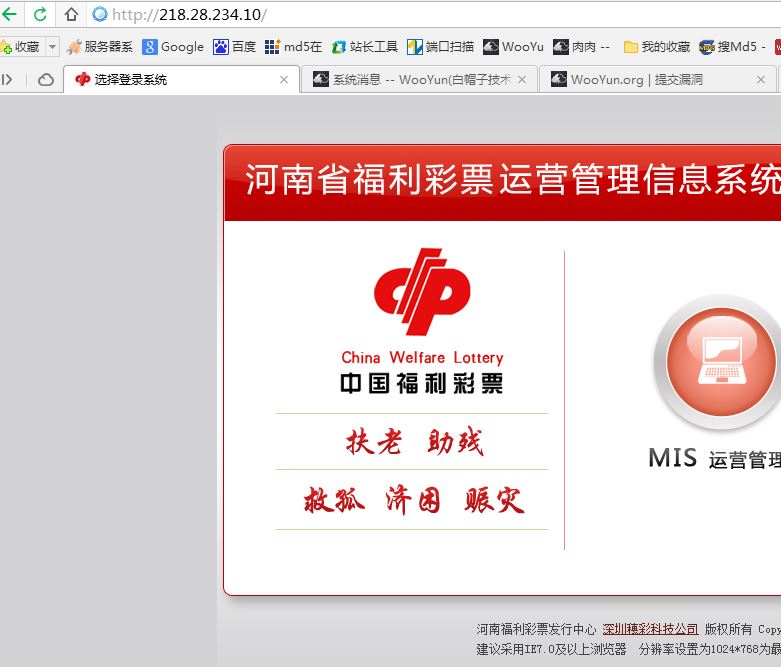 http://218.28.234.10/
收藏 服务器系 Google 百度 md5在 站长工具 端口扫描 WooYu 肉肉 -- 我的收藏 搜Md5 -
选择登录系统 系统消息 -- WooYun(白帽子技术 WooYun.org | 提交漏洞
河南省福利彩票运营管理信息系统
China Welfare Lottery
中国福利彩票
扶老 助残
救孤 济困 赈灾
MIS 运营管理
河南福利彩票发行中心 深圳穗彩科技公司 版权所有 Copy
建议采用IE7.0及以上浏览器 分辨率设置为1024*768为最